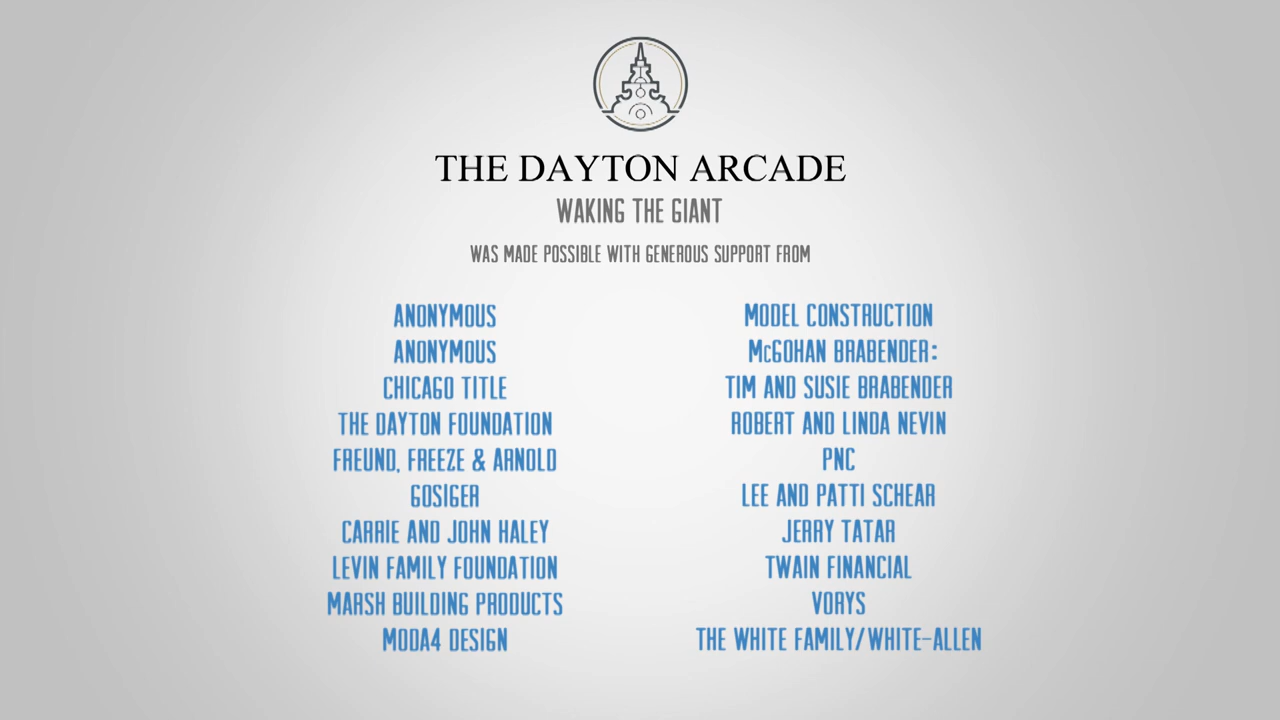 THE DAYTON ARCADE
WAKING THE GIANT
WAS MADE POSSIBLE WITH GENEROUS SUPPORT FROM
ANONYMOUS
ANONYMOUS
CHICAGO TITLE
THE DAYTON FOUNDATION
FREUND, FREEZE & ARNOLD
GOSIGER
CARRIE AND JOHN HALEY
LEVIN FAMILY FOUNDATION
MARSH BUILDING PRODUCTS
MODA4 DESIGN
MODEL CONSTRUCTION
McGOHAN BRABENDER:
TIM AND SUSIE BRABENDER
ROBERT AND LINDA NEVIN
PNC
LEE AND PATTI SCHEAR
JERRY TATAR
TWAIN FINANCIAL
VORYS
THE WHITE FAMILY/WHITE-ALLEN